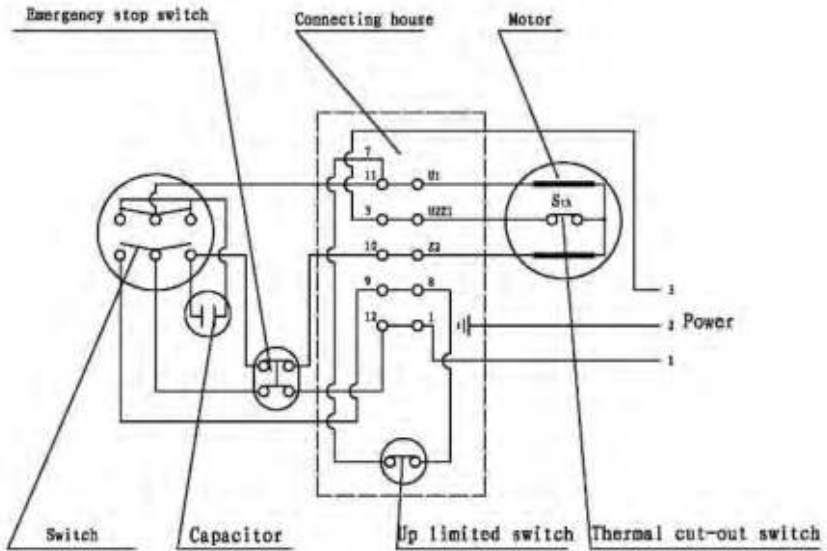 Emergency stop switch
Connecting house
Motor
7
11
U1
3
U2Z1
10
Z2
9
8
12
1
3
2 Power
1
Switch
Capacitor
Up limited switch
Thermal cut-out switch